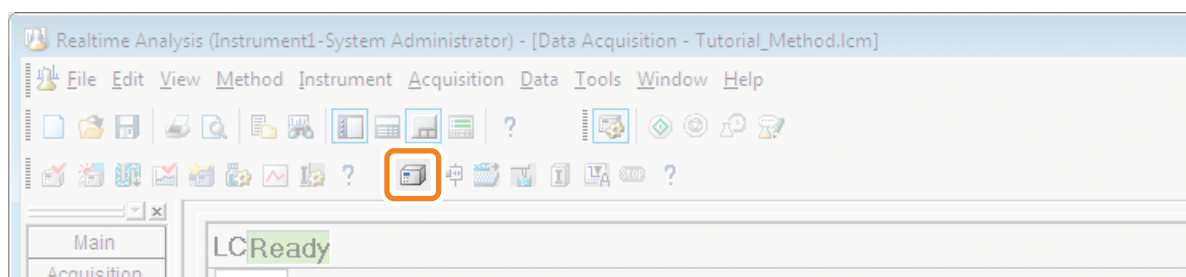 Realtime Analysis (Instrument1-System Administrator) - [Data Acquisition - Tutorial_Method.lcm]
File Edit View Method Instrument Acquisition Data Tools Window Help
?
? STOP ?
Main
LC Ready
Acquisition